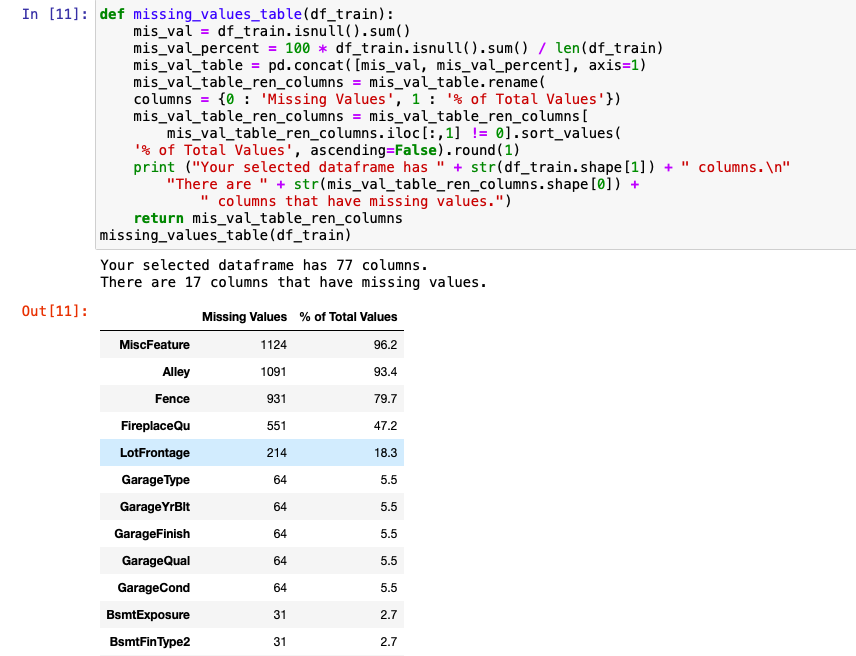 In [11]: def missing_values_table(df_train):
    mis_val = df_train.isnull().sum()
    mis_val_percent = 100 * df_train.isnull().sum() / len(df_train)
    mis_val_table = pd.concat([mis_val, mis_val_percent], axis=1)
    mis_val_table_ren_columns = mis_val_table.rename(
    columns = {0 : 'Missing Values', 1 : '% of Total Values'})
    mis_val_table_ren_columns = mis_val_table_ren_columns[
        mis_val_table_ren_columns.iloc[:,1] != 0].sort_values(
    '% of Total Values', ascending=False).round(1)
    print ("Your selected dataframe has " + str(df_train.shape[1]) + " columns.\n"
        "There are " + str(mis_val_table_ren_columns.shape[0]) +
            " columns that have missing values.")
    return mis_val_table_ren_columns
missing_values_table(df_train)
Your selected dataframe has 77 columns.
There are 17 columns that have missing values.
Out[11]:
Missing Values % of Total Values
MiscFeature 1124 96.2
Alley 1091 93.4
Fence 931 79.7
FireplaceQu 551 47.2
LotFrontage 214 18.3
GarageType 64 5.5
GarageYrBlt 64 5.5
GarageFinish 64 5.5
GarageQual 64 5.5
GarageCond 64 5.5
BsmtExposure 31 2.7
BsmtFinType2 31 2.7